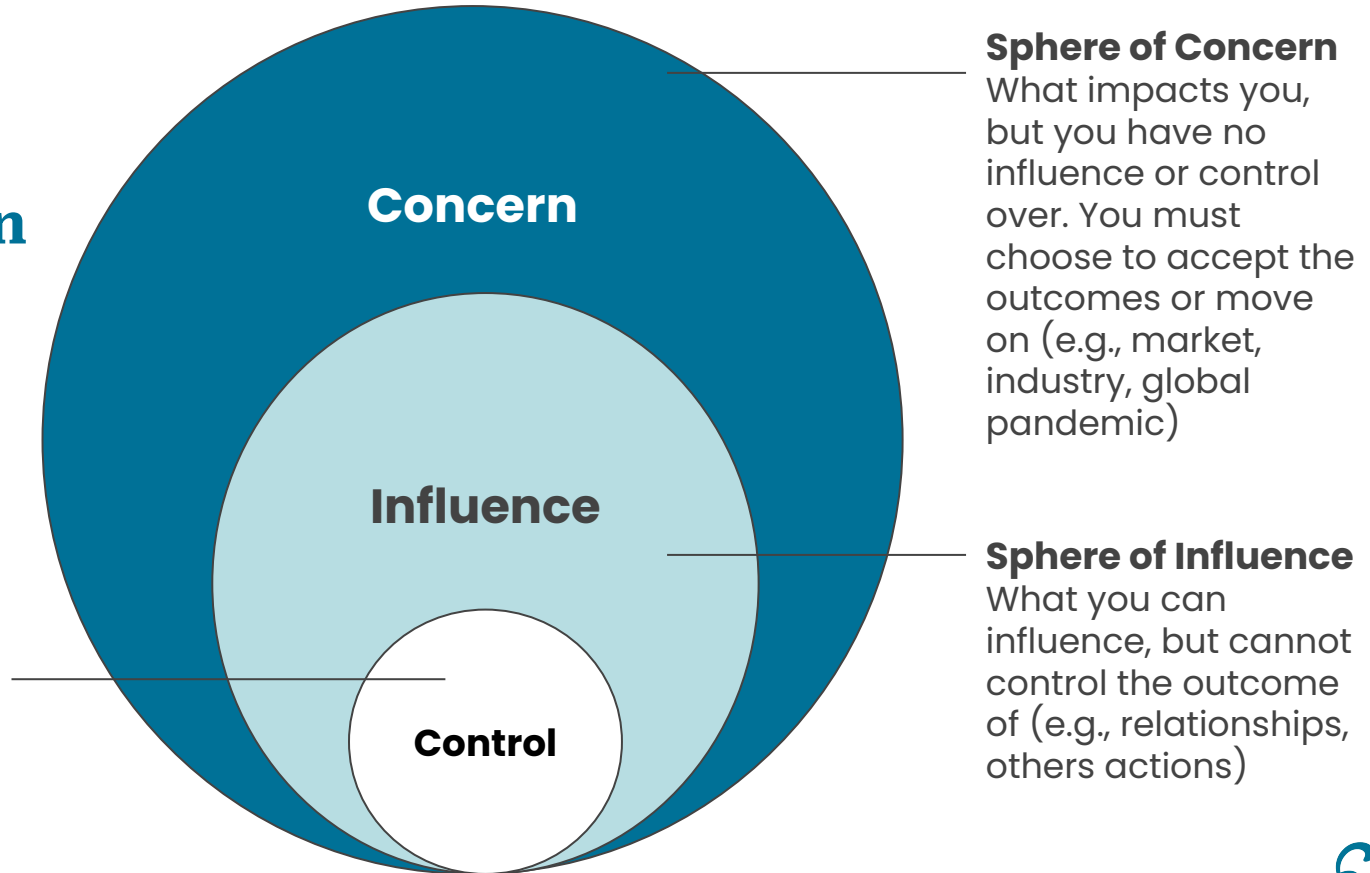 Sphere of Concern
What impacts you,
but you have no
influence or control
over. You must
choose to accept the
outcomes or move
on (e.g., market,
industry, global
pandemic)
Concern
Influence
Sphere of Influence
What you can
influence, but cannot
control the outcome
of (e.g., relationships,
others actions)
Control